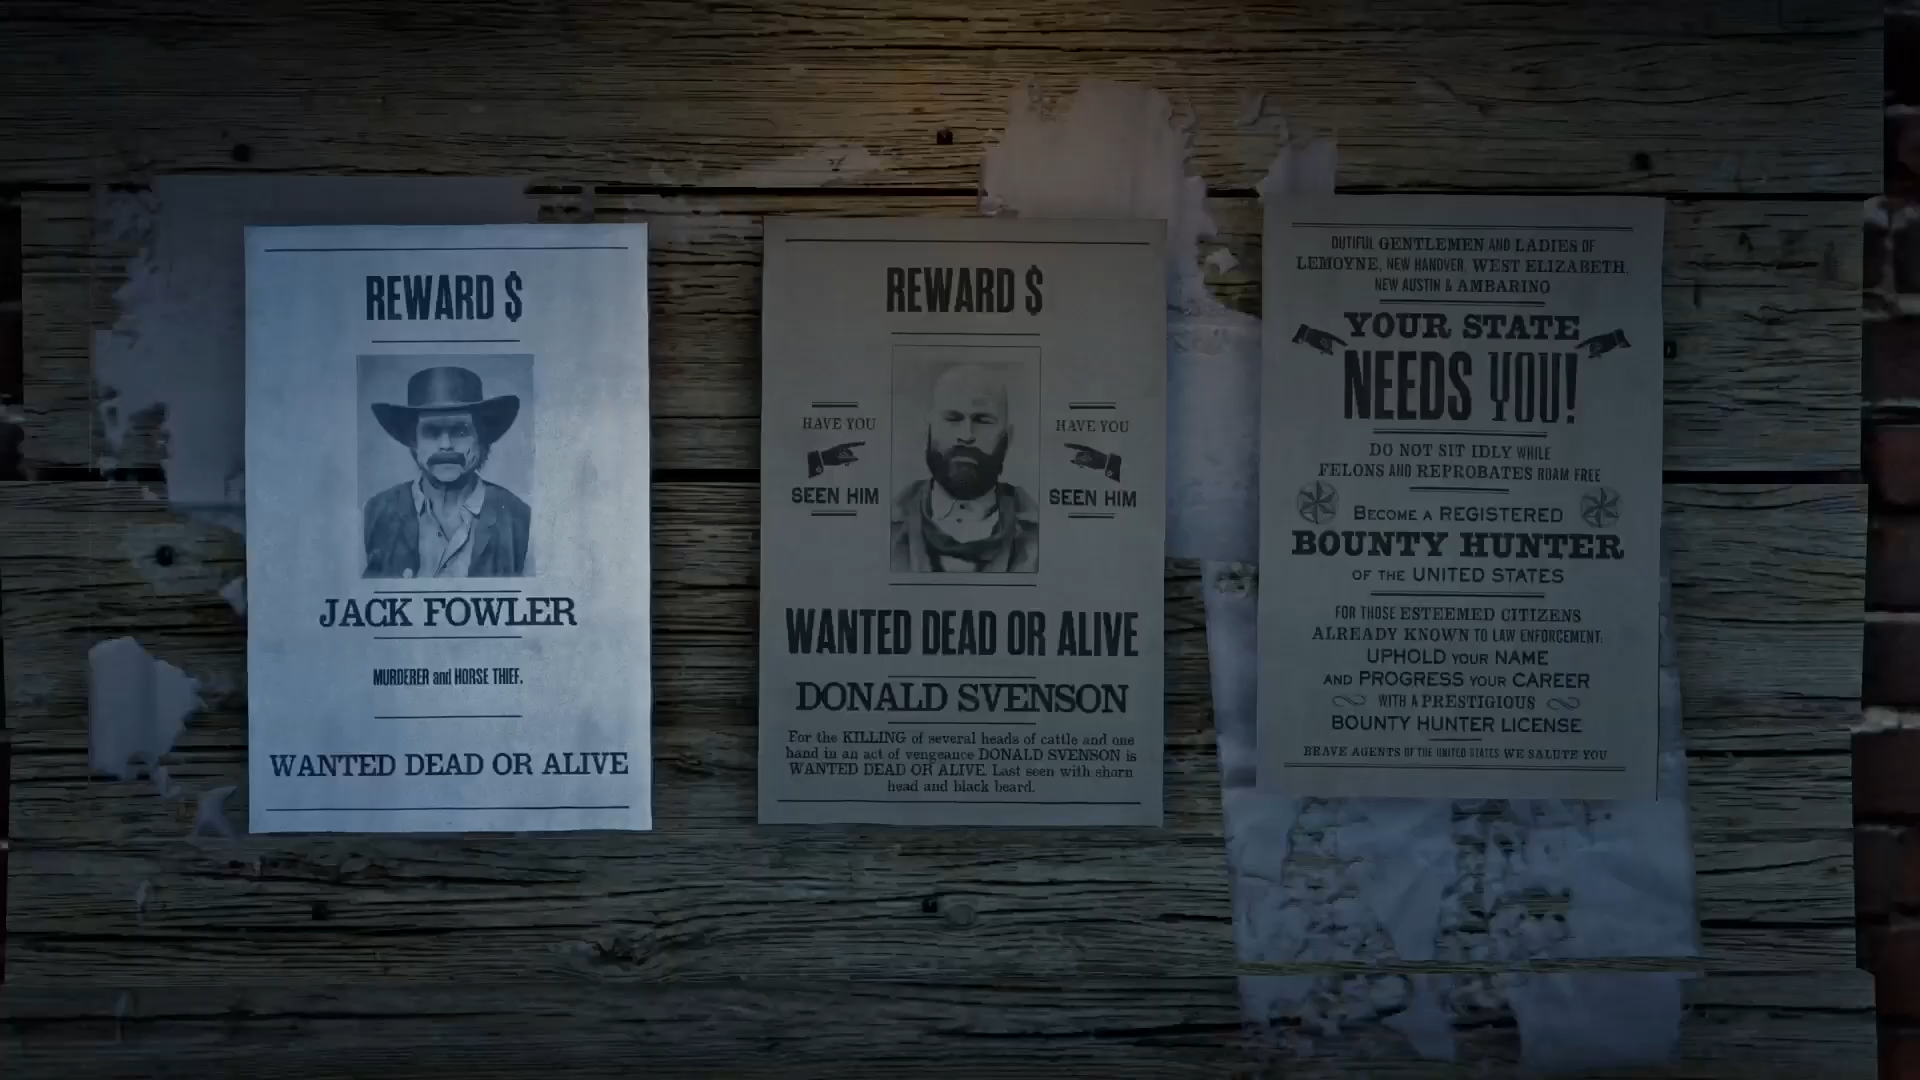 REWARD $
JACK FOWLER
MURDERER and HORSE THIEF.
WANTED DEAD OR ALIVE
REWARD $
HAVE YOU
SEEN HIM
HAVE YOU
SEEN HIM
WANTED DEAD OR ALIVE
DONALD SVENSON
For the KILLING of several heads of cattle and one
hand in an act of vengeance DONALD SVENSON is
WANTED DEAD OR ALIVE. Last seen with shorn
head and black beard.
DUTIFUL GENTLEMEN AND LADIES OF
LEMOYNE, NEW HANOVER, WEST ELIZABETH,
NEW AUSTIN & AMBARINO
YOUR STATE
NEEDS YOU!
DO NOT SIT IDLY WHILE
FELONS AND REPROBATES ROAM FREE
BECOME A REGISTERED
BOUNTY HUNTER
OF THE UNITED STATES
FOR THOSE ESTEEMED CITIZENS
ALREADY KNOWN TO LAW ENFORCEMENT:
UPHOLD YOUR NAME
AND PROGRESS YOUR CAREER
WITH A PRESTIGIOUS
BOUNTY HUNTER LICENSE
BRAVE AGENTS OF THE UNITED STATES WE SALUTE YOU